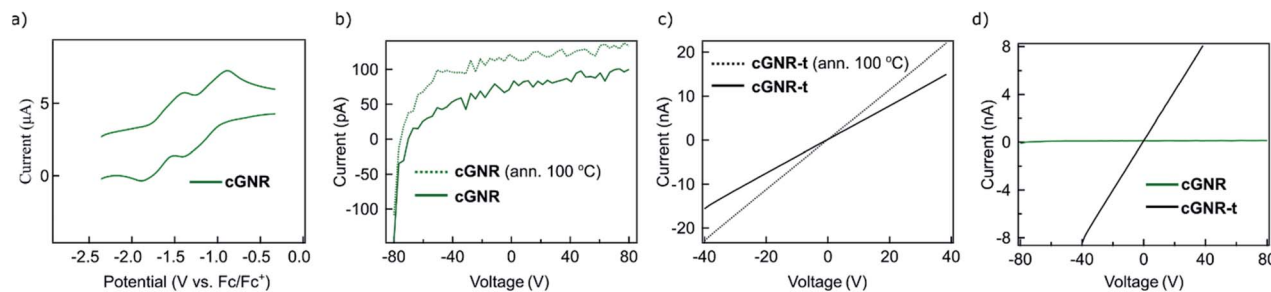 a)
Current (μA)
5
0
cGNR
-2.5 -2.0 -1.5 -1.0 -0.5 0.0
Potential (V vs. Fc/Fc+)
b)
Current (pA)
100
50
0
-50
-100
cGNR (ann. 100 ºC)
cGNR
-80 -40 0 40 80
Voltage (V)
c)
Current (nA)
20
10
0
-10
-20
cGNR-t (ann. 100 ºC)
cGNR-t
-40 -20 0 20 40
Voltage (V)
d)
Current (nA)
8
4
0
-4
-8
cGNR
cGNR-t
-80 -40 0 40 80
Voltage (V)